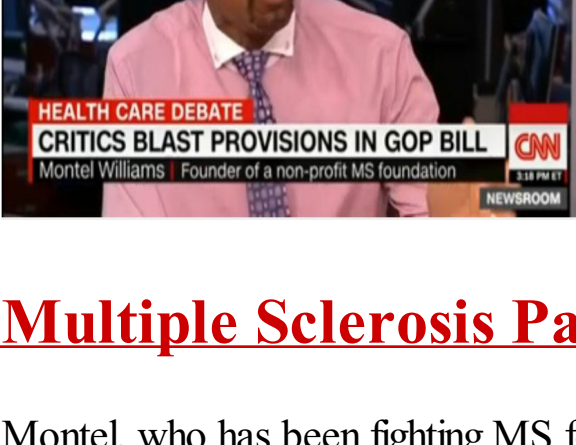 HEALTH CARE DEBATE
CRITICS BLAST PROVISIONS IN GOP BILL
CNN
Montel Williams | Founder of a non-profit MS foundation
3:18 PM ET
NEWSROOM
Multiple Sclerosis Pa
Montel, who has been fighting MS f